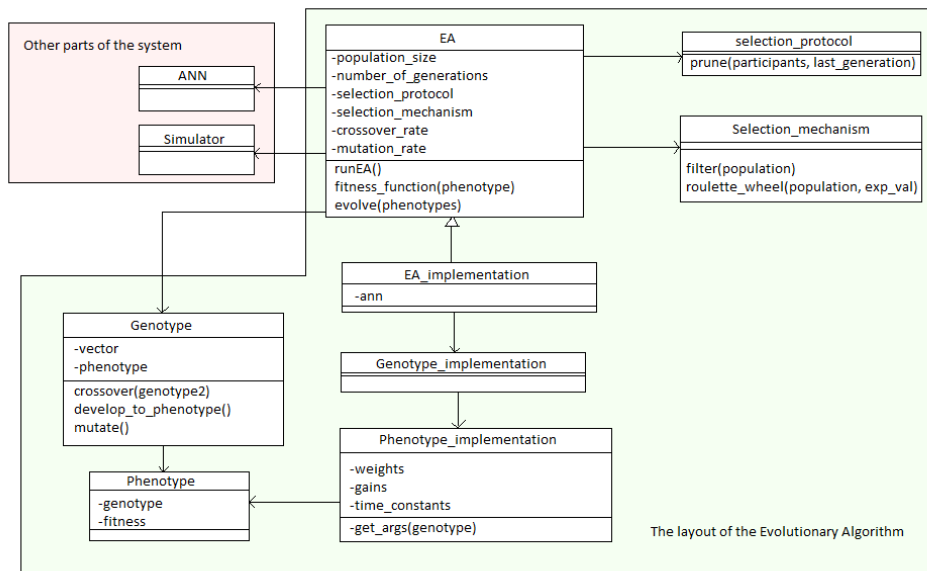 Other parts of the system
ANN
Simulator
EA
-population_size
-number_of_generations
-selection_protocol
-selection_mechanism
-crossover_rate
-mutation_rate
runEA()
fitness_function(phenotype)
evolve(phenotypes)
selection_protocol
prune(participants, last_generation)
Selection_mechanism
filter(population)
roulette_wheel(population, exp_val)
EA_implementation
-ann
Genotype
-vector
-phenotype
crossover(genotype2)
develop_to_phenotype()
mutate()
Genotype_implementation
Phenotype_implementation
-weights
-gains
-time_constants
-get_args(genotype)
Phenotype
-genotype
-fitness
The layout of the Evolutionary Algorithm